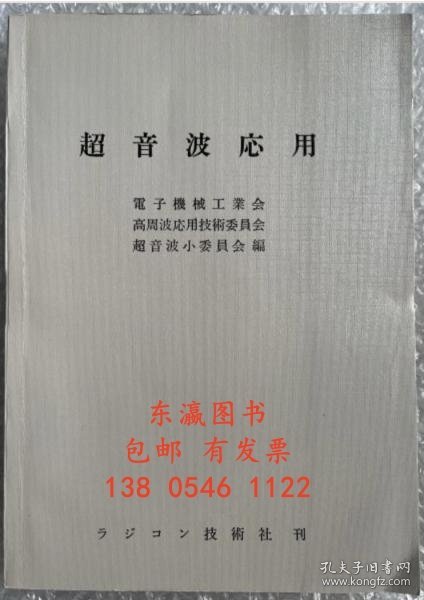 超音波応用
電子機械工業会
高周波応用技術委員会
超音波小委員会編
东瀛图书
包邮 有发票
138 0546 1122
ラジコン技術社刊
孔夫子旧书网
www.kongfz.com